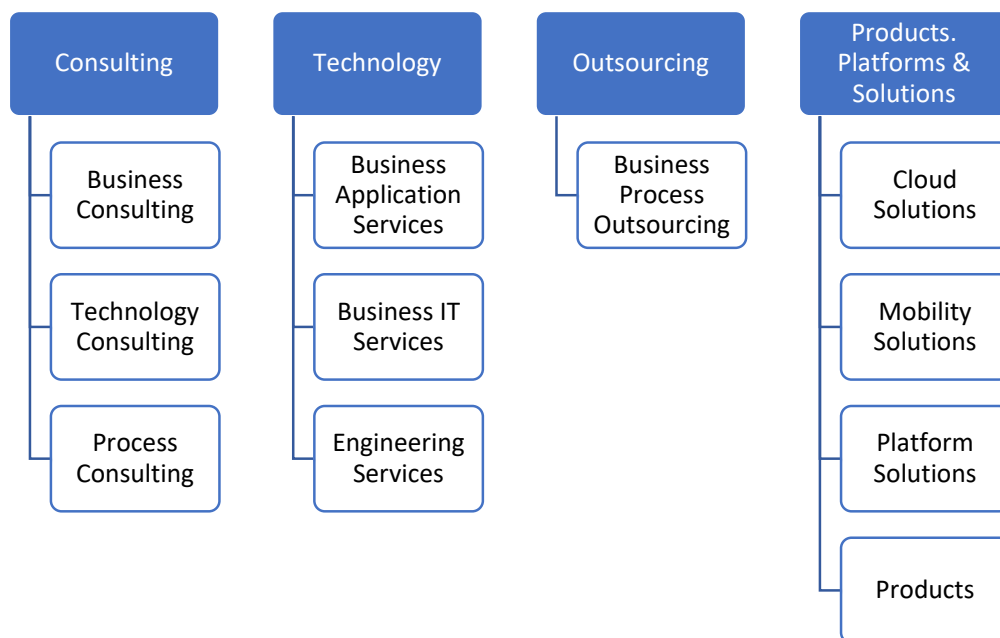 Consulting
Business
Consulting
Technology
Consulting
Process
Consulting
Technology
Business
Application
Services
Business IT
Services
Engineering
Services
Outsourcing
Business
Process
Outsourcing
Products.
Platforms &
Solutions
Cloud
Solutions
Mobility
Solutions
Platform
Solutions
Products